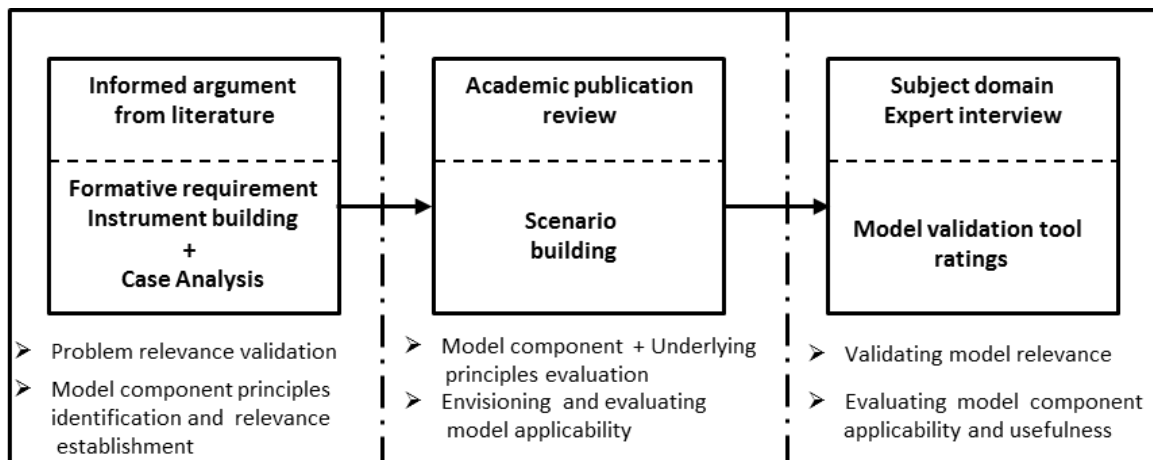 Informed argument
from literature
Formative requirement
Instrument building
+
Case Analysis
➢ Problem relevance validation
➢ Model component principles
identification and relevance
establishment
Academic publication
review
Scenario
building
➢ Model component + Underlying
principles evaluation
➢ Envisioning and evaluating
model applicability
Subject domain
Expert interview
Model validation tool
ratings
➢ Validating model relevance
➢ Evaluating model component
applicability and usefulness